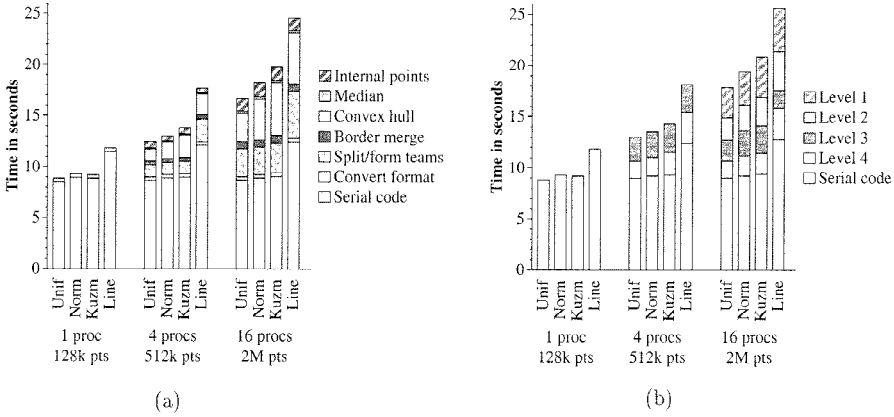 25
20
15
10
5
0
Time in seconds
Internal points
Median
Convex hull
Border merge
Split/form teams
Convert format
Serial code
Unif Norm Kuzm Line Unif Norm Kuzm Line Unif Norm Kuzm Line
1 proc 4 procs 16 procs
128k pts 512k pts 2M pts
(a)
25
20
15
10
5
0
Time in seconds
Level 1
Level 2
Level 3
Level 4
Serial code
Unif Norm Kuzm Line Unif Norm Kuzm Line Unif Norm Kuzm Line
1 proc 4 procs 16 procs
128k pts 512k pts 2M pts
(b)